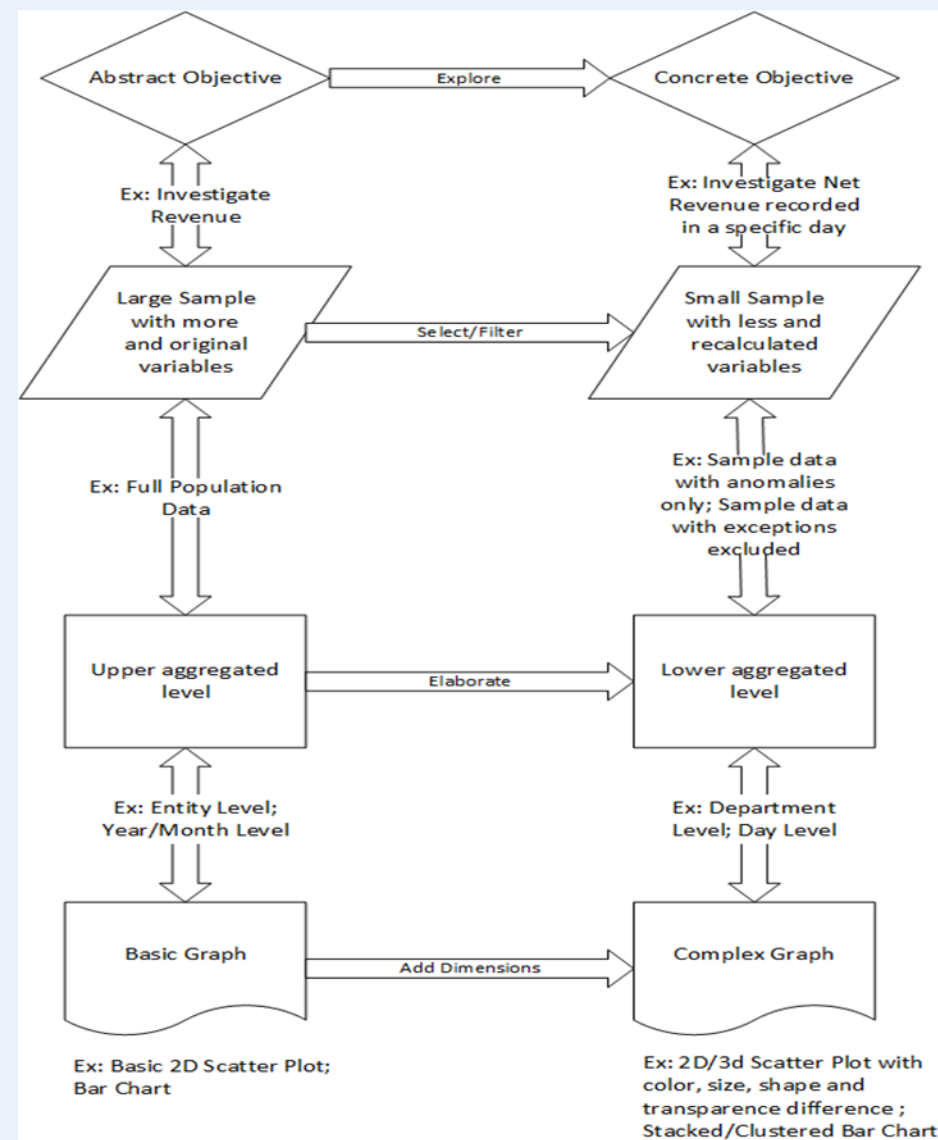 Abstract Objective
Explore
Concrete Objective
Ex: Investigate
Revenue
Ex: Investigate Net
Revenue recorded
in a specific day
Large Sample
with more
and original
variables
Select/Filter
Small Sample
with less and
recalculated
variables
Ex: Full Population
Data
Ex: Sample data
with anomalies
only; Sample data
with exceptions
excluded
Upper aggregated
level
Elaborate
Lower aggregated
level
Ex: Entity Level;
Year/Month Level
Ex: Department
Level; Day Level
Basic Graph
Add Dimensions
Complex Graph
Ex: Basic 2D Scatter Plot;
Bar Chart
Ex: 2D/3d Scatter Plot with
color, size, shape and
transparence difference ;
Stacked/Clustered Bar Chart